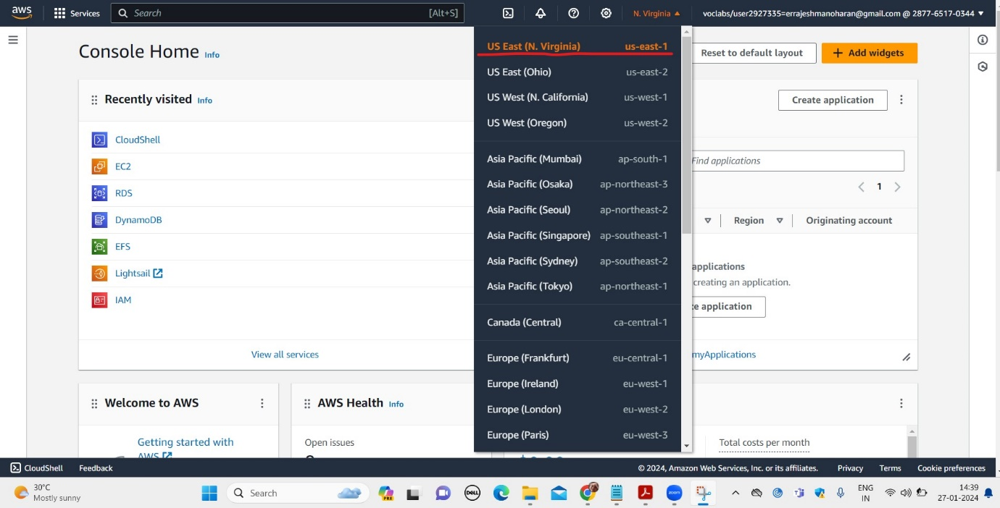 aws
Services
Search
[Alt+S]
N. Virginia
voclabs/user2927335=errajeshmanoharan@gmail.com @ 2877-6517-0344
Console Home
Info
Reset to default layout
Add widgets
Recently visited
Info
CloudShell
EC2
RDS
DynamoDB
EFS
Lightsail
IAM
View all services
US East (N. Virginia) us-east-1
US East (Ohio) us-east-2
US West (N. California) us-west-1
US West (Oregon) us-west-2
Asia Pacific (Mumbai) ap-south-1
Asia Pacific (Osaka) ap-northeast-3
Asia Pacific (Seoul) ap-northeast-2
Asia Pacific (Singapore) ap-southeast-1
Asia Pacific (Sydney) ap-southeast-2
Asia Pacific (Tokyo) ap-northeast-1
Canada (Central) ca-central-1
Europe (Frankfurt) eu-central-1
Europe (Ireland) eu-west-1
Europe (London) eu-west-2
Europe (Paris) eu-west-3
Create application
Find applications
1
Region
Originating account
applications
creating an application.
application
myApplications
Welcome to AWS
Getting started with
AWS
AWS Health
Info
Open issues
Total costs per month
CloudShell
Feedback
© 2024, Amazon Web Services, Inc. or its affiliates.
Privacy
Terms
Cookie preferences
30°C
Mostly sunny
Search
PRE
DELL
zoom
ENG
IN
14:39
27-01-2024